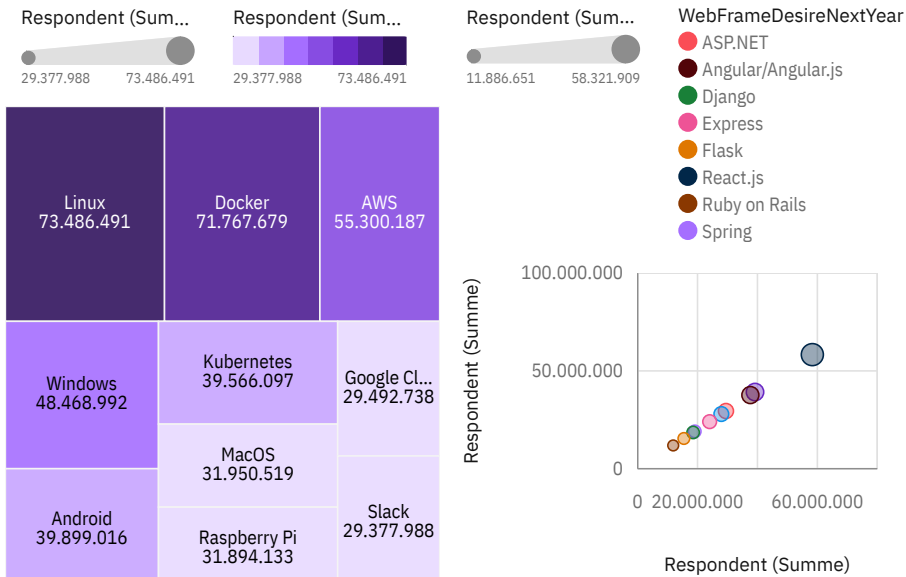 Respondent (Sum...
29.377.988 73.486.491
Respondent (Sum...
29.377.988 73.486.491
Linux
73.486.491
Docker
71.767.679
AWS
55.300.187
Windows
48.468.992
Kubernetes
39.566.097
Google Cl...
29.492.738
MacOS
31.950.519
Android
39.899.016
Raspberry Pi
31.894.133
Slack
29.377.988
Respondent (Sum...
11.886.651 58.321.909
WebFrameDesireNextYear
ASP.NET
Angular/Angular.js
Django
Express
Flask
React.js
Ruby on Rails
Spring
Respondent (Summe)
100.000.000
50.000.000
0
0 20.000.000 60.0000.000
Respondent (Summe)